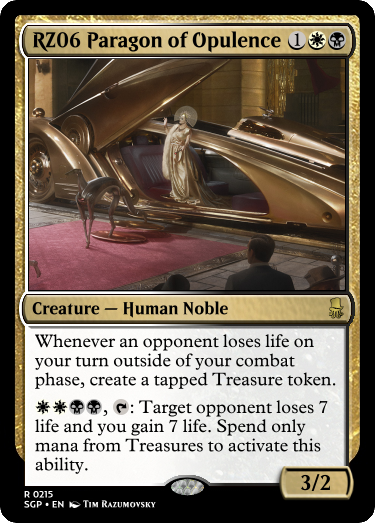 RZ06 Paragon of Opulence 1
Creature — Human Noble
Whenever an opponent loses life on
your turn outside of your combat
phase, create a tapped Treasure token.
, : Target opponent loses 7
life and you gain 7 life. Spend only
mana from Treasures to activate this
ability.
3/2
R 0215
SGP • EN Tim Razumovsky